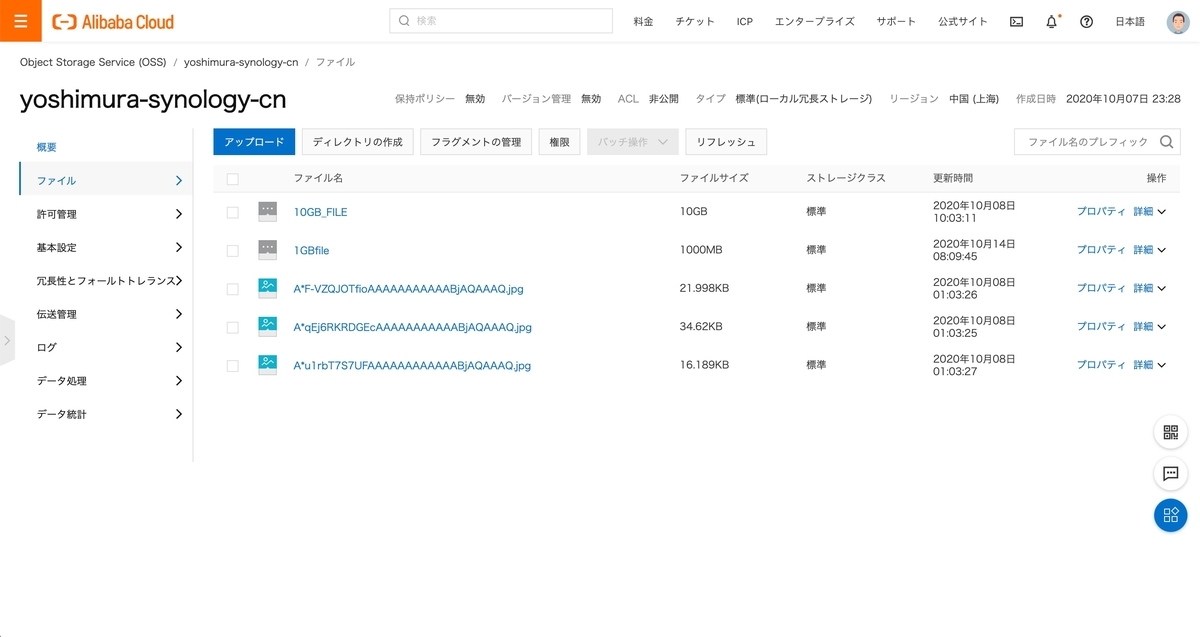 Alibaba Cloud
検索
料金 チケット ICP エンタープライズ サポート 公式サイト 日本語
Object Storage Service (OSS) / yoshimura-synology-cn / ファイル
yoshimura-synology-cn
保持ポリシー 無効 バージョン管理 無効 ACL 非公開 タイプ 標準(ローカル冗長ストレージ) リージョン 中国 (上海) 作成日時 2020年10月07日 23:28
概要
ファイル
許可管理
基本設定
冗長性とフォールトトレランス
伝送管理
ログ
データ処理
データ統計
アップロード ディレクトリの作成 フラグメントの管理 権限 バッチ操作 リフレッシュ ファイル名のプレフィック
ファイル名 ファイルサイズ ストレージクラス 更新時間 操作
10GB_FILE 10GB 標準 2020年10月08日 10:03:11 プロパティ 詳細
1GBfile 1000MB 標準 2020年10月14日 08:09:45 プロパティ 詳細
A*F-VZQJOTfioAAAAAAAAAAABjAQAAAQ.jpg 21.998KB 標準 2020年10月08日 01:03:26 プロパティ 詳細
A*qEj6RKRDGEcAAAAAAAAAAABjAQAAAQ.jpg 34.62KB 標準 2020年10月08日 01:03:25 プロパティ 詳細
A*u1rbT7S7UFAAAAAAAAAAAABjAQAAAQ.jpg 16.189KB 標準 2020年10月08日 01:03:27 プロパティ 詳細